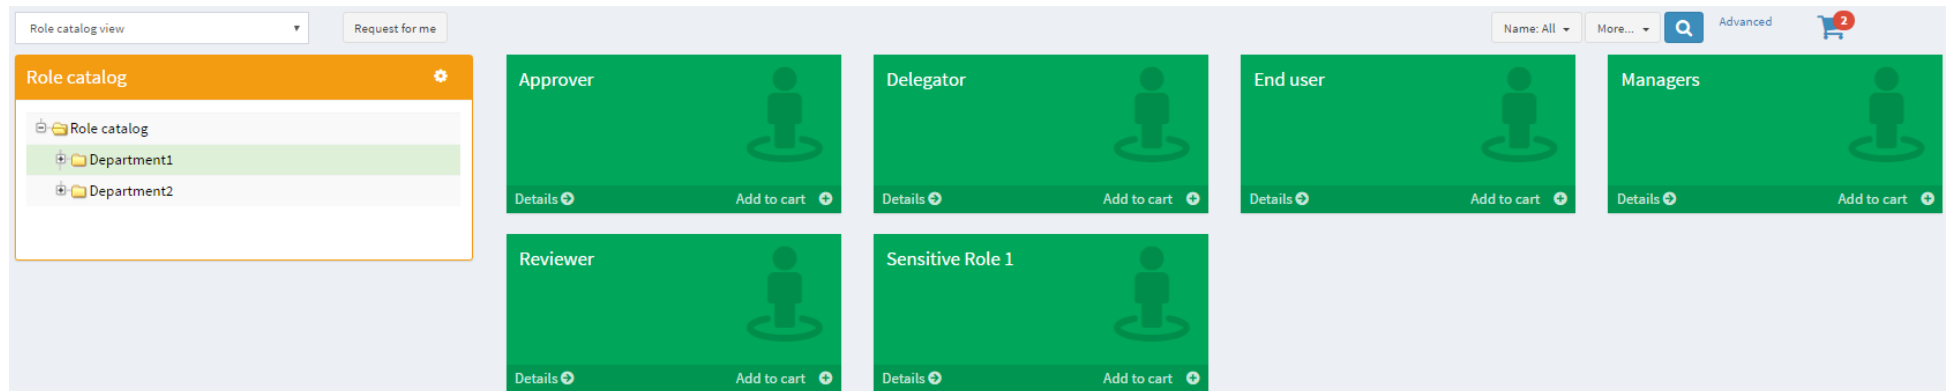 Role catalog view
Request for me
Name: All
More...
Advanced
2
Role catalog
Role catalog
Department1
Department2
Approver
Details
Add to cart
Delegator
Details
Add to cart
End user
Details
Add to cart
Managers
Details
Add to cart
Reviewer
Details
Add to cart
Sensitive Role 1
Details
Add to cart